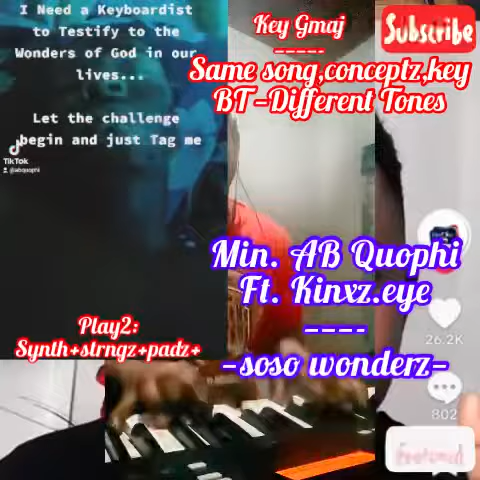 I Need a Keyboardist
to Testify to the
Wonders of God in our
lives...
Let the challenge
begin and just Tag me
TikTok
@abquophi
Key Gmaj
-----
Subscribe
Same song,conceptz,key
BT-Different Tones
Min. AB Quophi
Ft. Kinxz.eye
----
-soso wonderz-
Play2:
Synth+strngz+padz+
26.2K
802
Featured